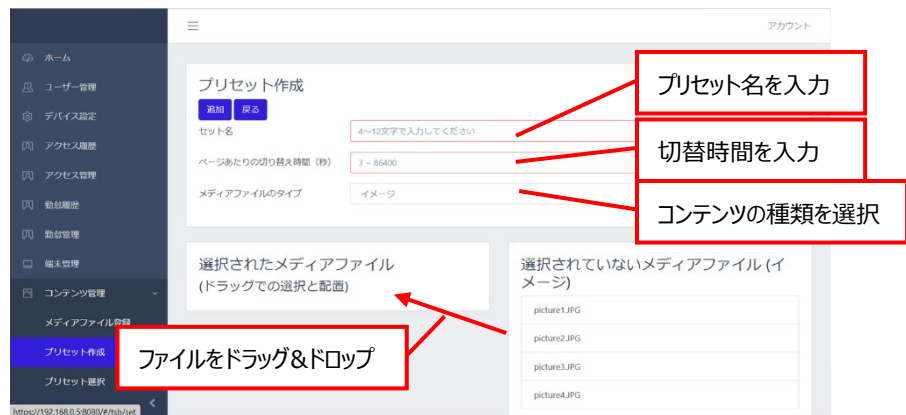 アカウント
ホーム
ユーザー管理
デバイス設定
アクセス履歴
アクセス管理
勤怠履歴
勤怠管理
端末管理
コンテンツ管理
メディアファイル登録
プリセット作成
プリセット選択
https://192.168.0.5:8080/#/tsb/set
プリセット作成
追加 戻る
セット名
4~12文字で入力してください
ページあたりの切り替え時間（秒）
3 ~ 86400
メディアファイルのタイプ
イメージ
プリセット名を入力
切替時間を入力
コンテンツの種類を選択
選択されたメディアファイル
(ドラッグでの選択と配置)
選択されていないメディアファイル (イ
メージ)
picture1.JPG
picture2.JPG
picture3.JPG
picture4.JPG
ファイルをドラッグ&ドロップ